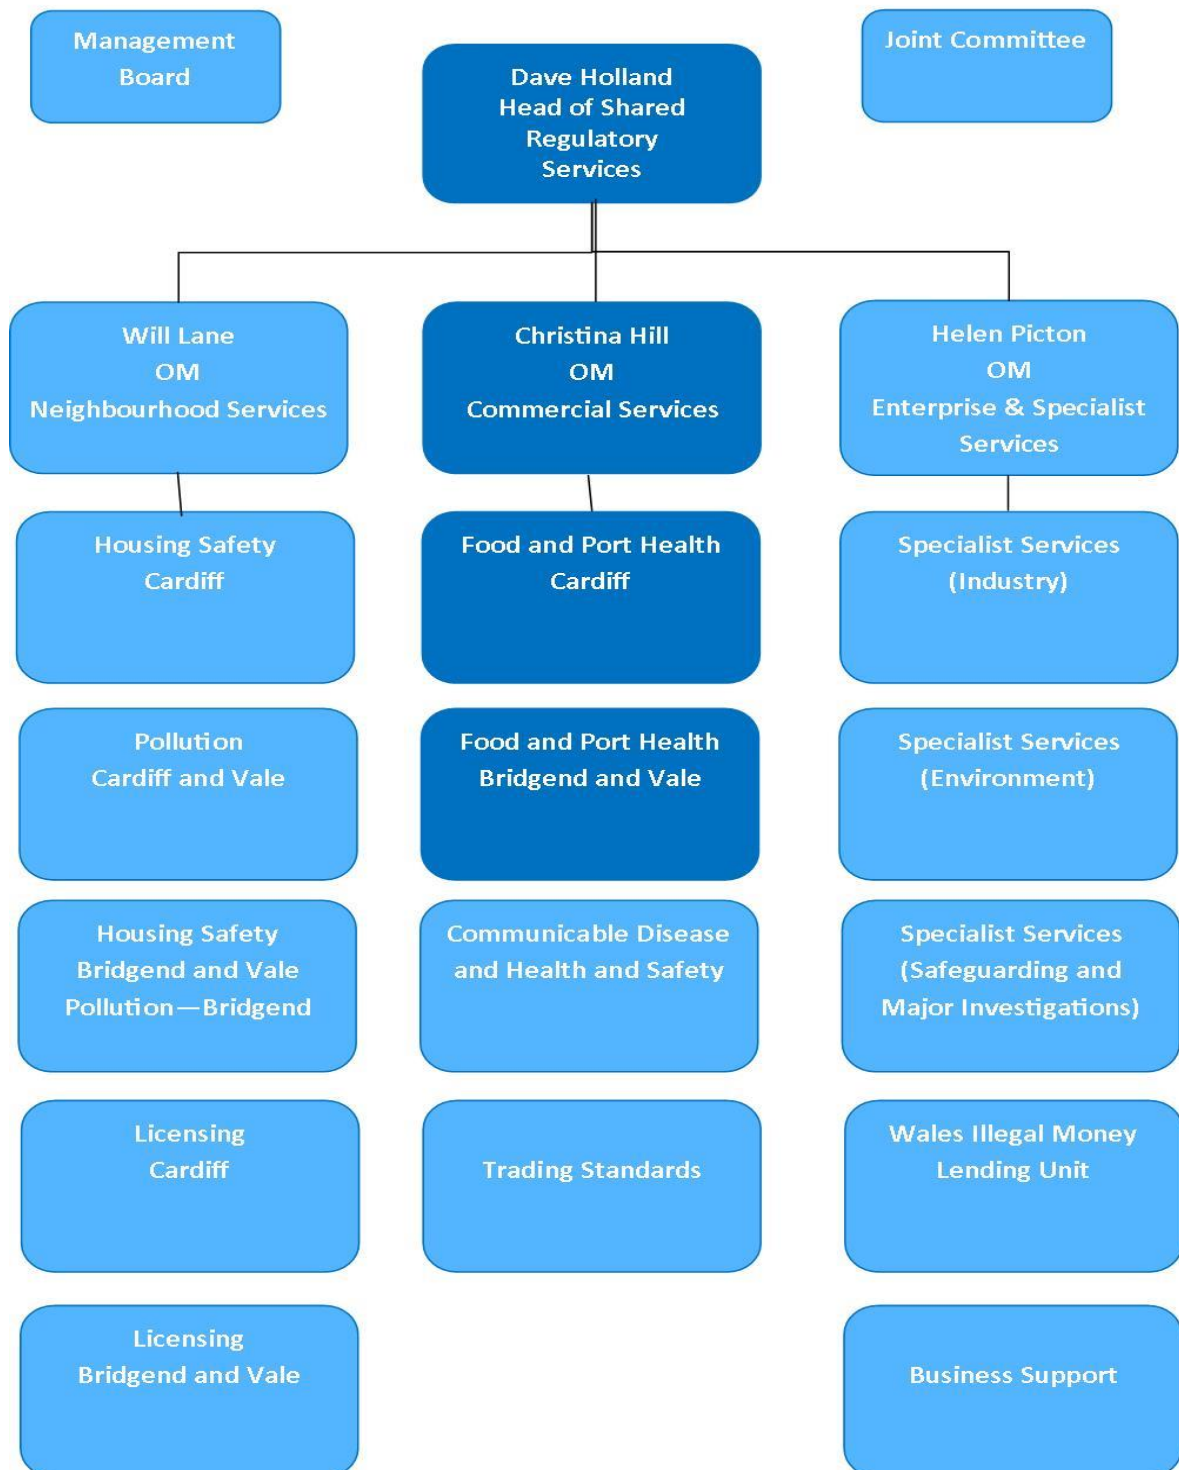 Management
Board
Joint Committee
Dave Holland
Head of Shared
Regulatory
Services
Will Lane
OM
Neighbourhood Services
Christina Hill
OM
Commercial Services
Helen Picton
OM
Enterprise & Specialist
Services
Housing Safety
Cardiff
Food and Port Health
Cardiff
Specialist Services
(Industry)
Pollution
Cardiff and Vale
Food and Port Health
Bridgend and Vale
Specialist Services
(Environment)
Housing Safety
Bridgend and Vale
Pollution—Bridgend
Communicable Disease
and Health and Safety
Specialist Services
(Safeguarding and
Major Investigations)
Licensing
Cardiff
Trading Standards
Wales Illegal Money
Lending Unit
Licensing
Bridgend and Vale
Business Support